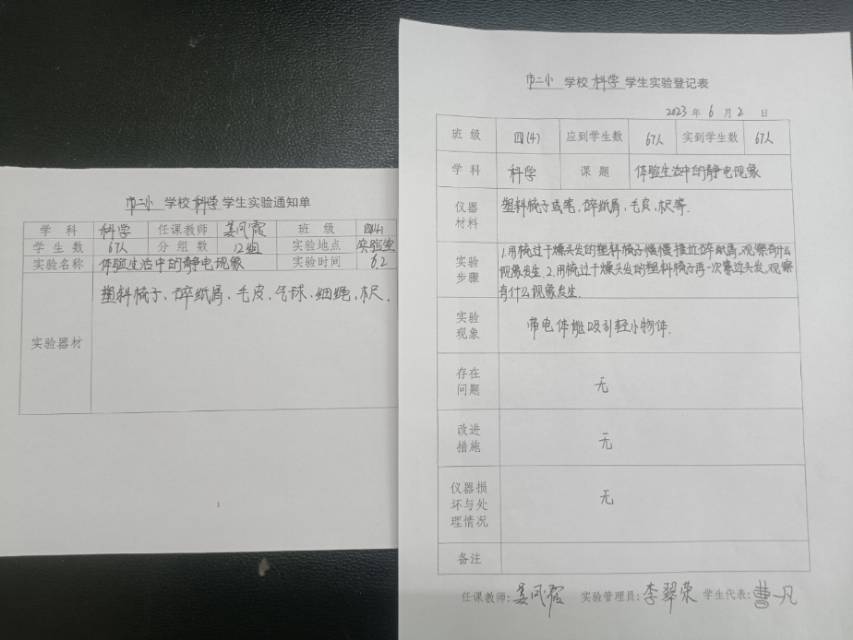 市二小 学校 科学 学生实验通知单
学科 科学 任课教师 姜凤霞 班级 四(4)
学生数 67人 分组数 12组 实验地点 实验室
实验名称 体验生活中的静电现象 实验时间 6.2
实验器材 塑料梳子、碎纸屑、毛皮、气球、细绳、木尺.
市二小 学校 科学 学生实验登记表
2023 年 6 月 2 日
班级 四(4) 应到学生数 67人 实到学生数 67人
学科 科学 课题 体验生活中的静电现象
仪器
材料
塑料梳子或笔、碎纸屑、毛皮、木尺等.
实验
步骤
1.用梳过干燥头发的塑料梳子慢慢接近碎纸屑,观察有什么
现象发生 2.用梳过干燥头发的塑料梳子再一次靠近头发,观察
有什么现象发生.
实验
现象
带电体能吸引轻小物体.
存在
问题
无
改进
措施
无
仪器损
坏与处
理情况
无
备注
任课教师: 姜凤霞 实验管理员: 李翠荣 学生代表: 曹一凡